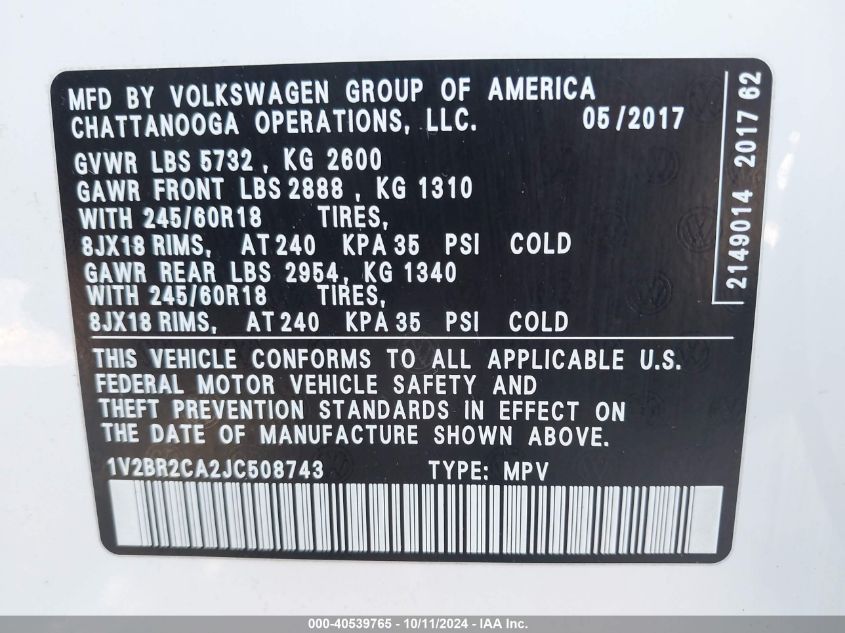 MFD BY VOLKSWAGEN GROUP OF AMERICA
CHATTANOOGA OPERATIONS, LLC. 05/2017
GVWR LBS 5732, KG 2600
GAWR FRONT LBS 2888, KG 1310
WITH 245/60R18 TIRES,
8JX18 RIMS, AT 240 KPA 35 PSI COLD
GAWR REAR LBS 2954, KG 1340
WITH 245/60R18 TIRES,
8JX18 RIMS, AT 240 KPA 35 PSI COLD
2149014 2017 62
THIS VEHICLE CONFORMS TO ALL APPLICABLE U.S.
FEDERAL MOTOR VEHICLE SAFETY AND
THEFT PREVENTION STANDARDS IN EFFECT ON
THE DATE OF MANUFACTURE SHOWN ABOVE.
1V2BR2CA2JC508743 TYPE: MPV
000-40539765 - 10/11/2024 - IAAI.COM